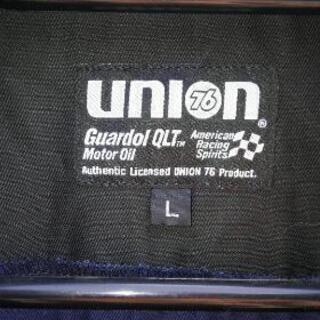 union 76®
Guardol QLT™ American
Motor Oil Racing
Spirits
Authentic Licensed UNION 76 Product.
L